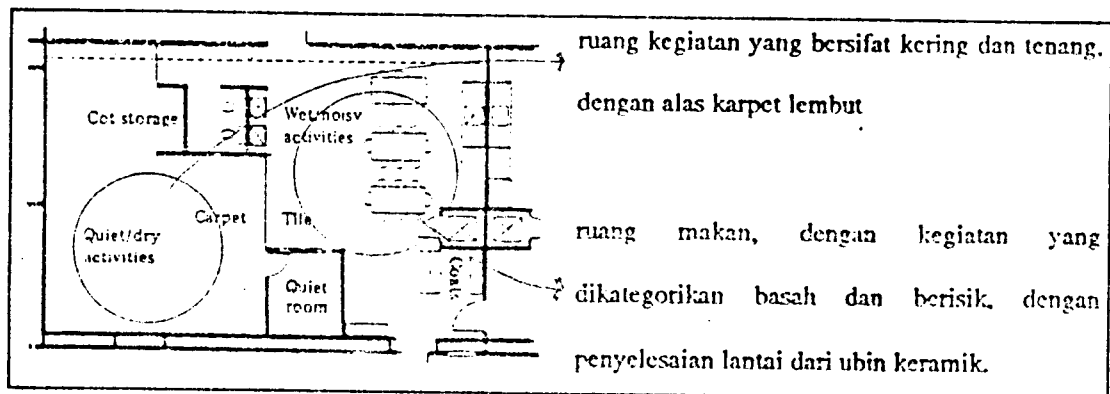 ruang kegiatan yang bersifat kering dan tenang.
dengan alas karpet lembut
Cot storage
Wet/noisy
activities
Carpet
Tile
Quiet/dry
activities
Quiet
room
Coats
ruang makan, dengan kegiatan yang
dikategorikan basah dan berisik. dengan
penyelesaian lantai dari ubin keramik.